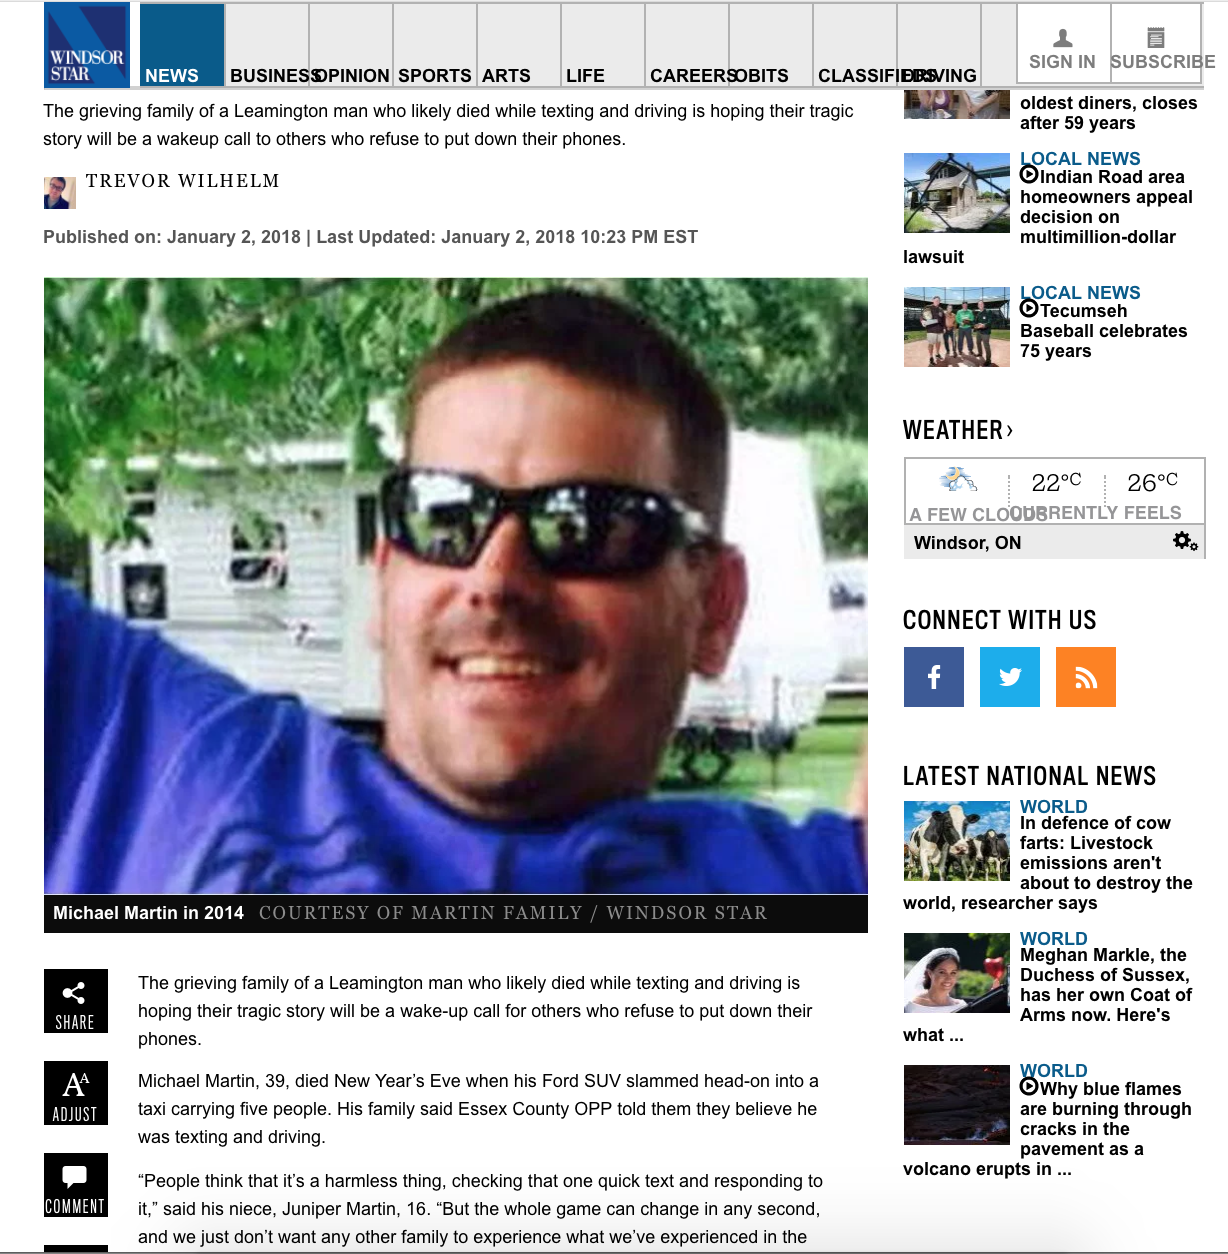 WINDSOR
STAR
NEWS
BUSINESS
OPINION
SPORTS
ARTS
LIFE
CAREERS
OBITS
CLASSIFIEDS
DRIVING
SIGN IN
SUBSCRIBE
The grieving family of a Leamington man who likely died while texting and driving is hoping their tragic
story will be a wakeup call to others who refuse to put down their phones.
TREVOR WILHELM
Published on: January 2, 2018 | Last Updated: January 2, 2018 10:23 PM EST
Michael Martin in 2014 COURTESY OF MARTIN FAMILY / WINDSOR STAR
SHARE
AA
ADJUST
COMMENT
The grieving family of a Leamington man who likely died while texting and driving is
hoping their tragic story will be a wake-up call for others who refuse to put down their
phones.
Michael Martin, 39, died New Year’s Eve when his Ford SUV slammed head-on into a
taxi carrying five people. His family said Essex County OPP told them they believe he
was texting and driving.
“People think that it’s a harmless thing, checking that one quick text and responding to
it,” said his niece, Juniper Martin, 16. “But the whole game can change in any second,
and we just don’t want any other family to experience what we’ve experienced in the
oldest diners, closes
after 59 years
LOCAL NEWS
Indian Road area
homeowners appeal
decision on
multimillion-dollar
lawsuit
LOCAL NEWS
Tecumseh
Baseball celebrates
75 years
WEATHER ›
22°C
26°C
A FEW CLOUDS
CURRENTLY
FEELS
Windsor, ON
CONNECT WITH US
LATEST NATIONAL NEWS
WORLD
In defence of cow
farts: Livestock
emissions aren't
about to destroy the
world, researcher says
WORLD
Meghan Markle, the
Duchess of Sussex,
has her own Coat of
Arms now. Here's
what ...
WORLD
Why blue flames
are burning through
cracks in the
pavement as a
volcano erupts in ...